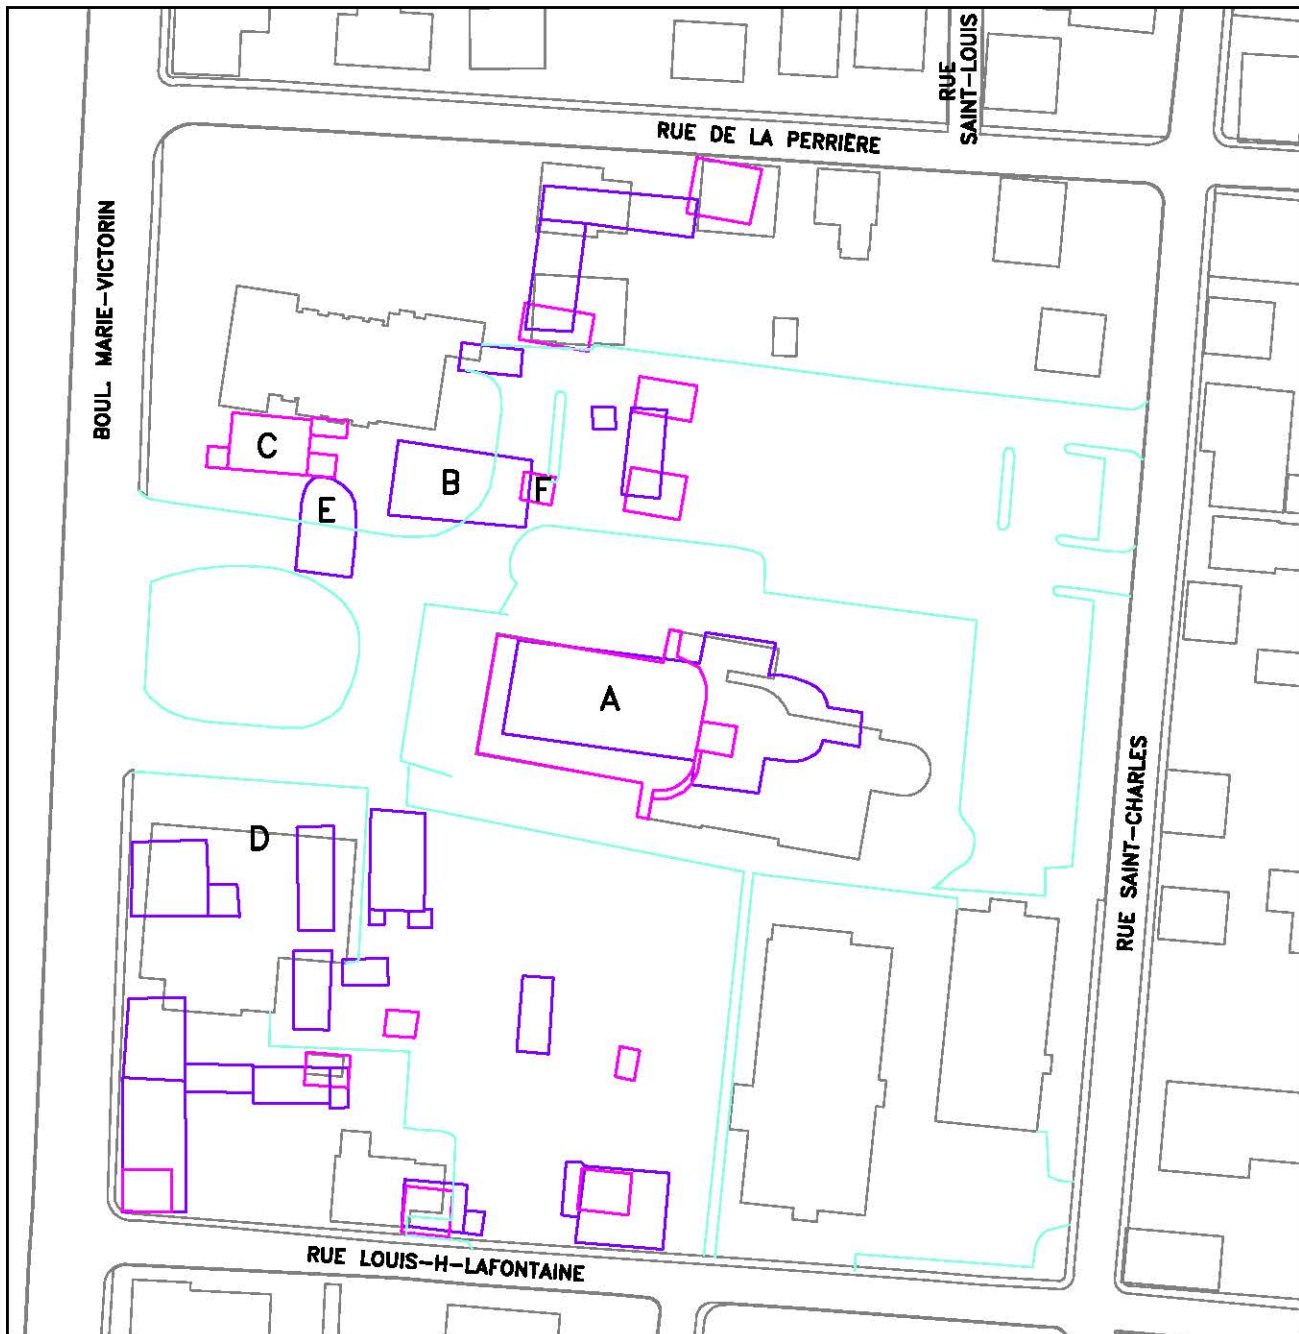 RUE
SAINT-LOUIS
RUE DE LA PERRIÈRE
BOUL. MARIE-VICTORIN
C
B
F
E
A
D
RUE SAINT-CHARLES
RUE LOUIS-H-LAFONTAINE